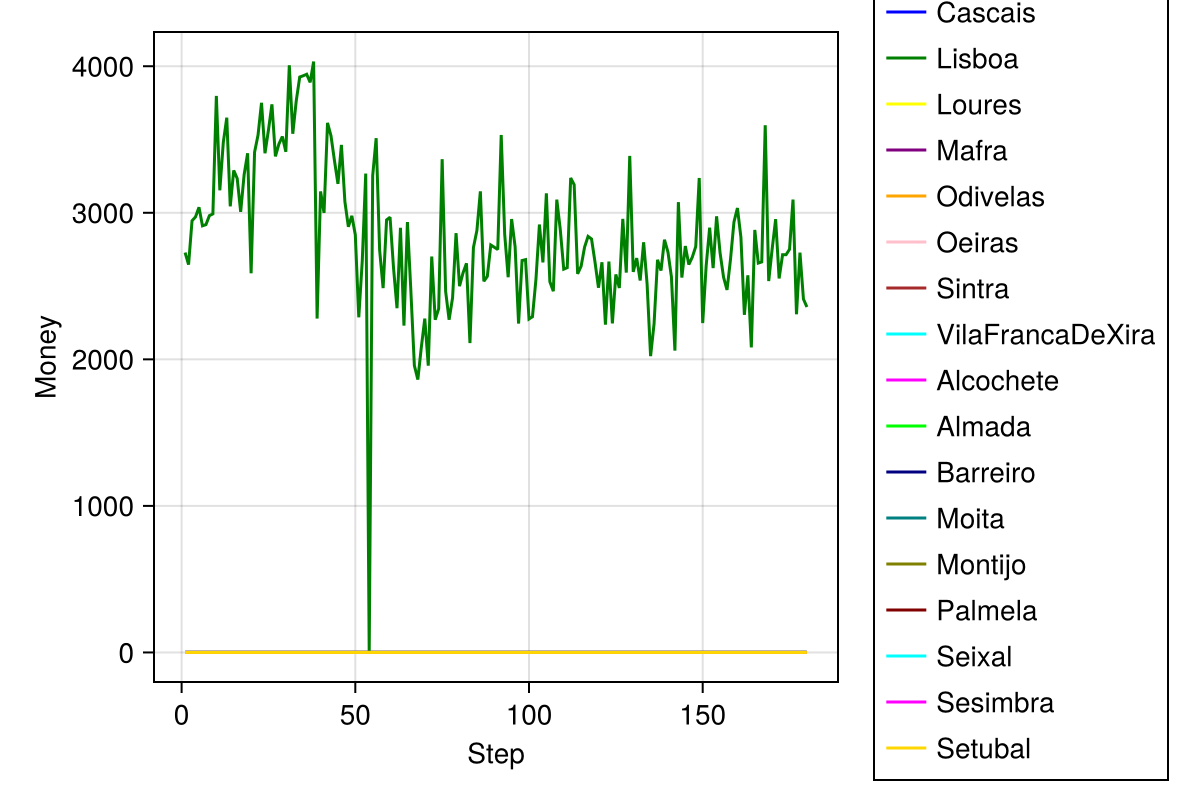 Money
4000
3000
2000
1000
0
0
50
100
150
Step
Cascais
Lisboa
Loures
Mafra
Odivelas
Oeiras
Sintra
VilaFrancaDeXira
Alcochete
Almada
Barreiro
Moita
Montijo
Palmela
Seixal
Sesimbra
Setubal